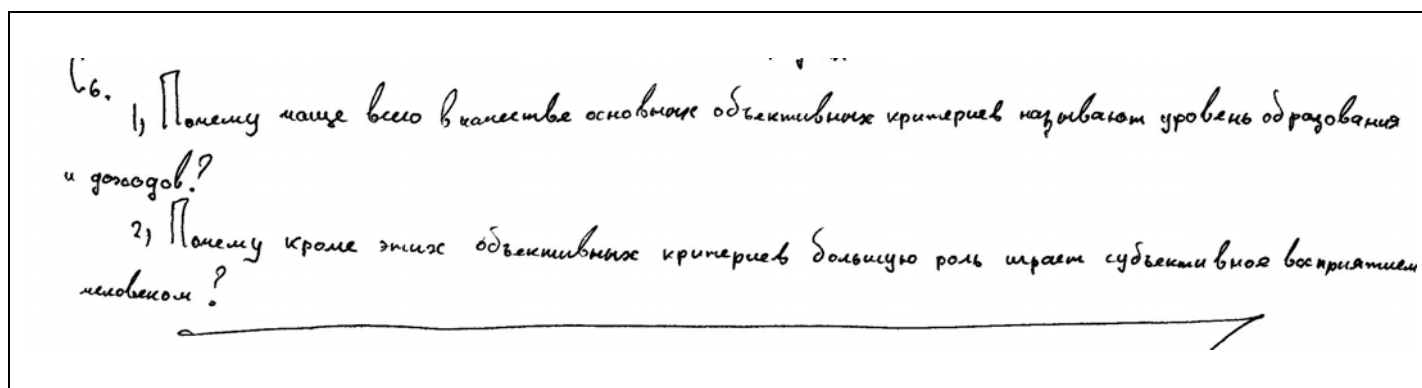 С6.
1) Почему чаще всего в качестве основных объективных критериев называют уровень образования
и доходов?
2) Почему кроме этих объективных критериев большую роль играет субъективное восприятием
человеком?